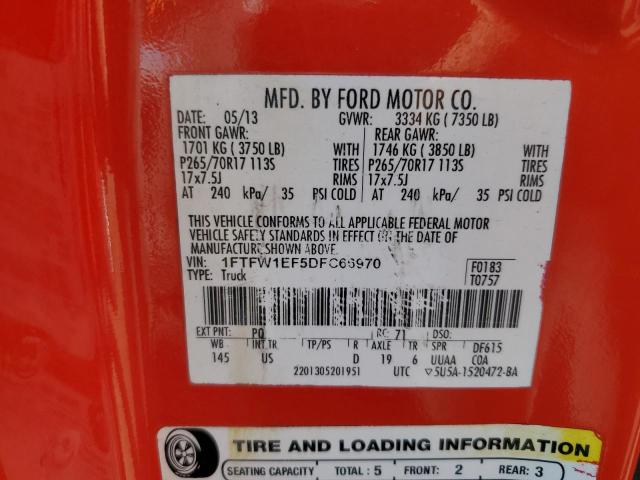 MFD. BY FORD MOTOR CO.
DATE: 05/13 GVWR: 3334 KG ( 7350 LB)
FRONT GAWR: REAR GAWR:
1701 KG ( 3750 LB) WITH 1746 KG ( 3850 LB) WITH
P265/70R17 113S TIRES P265/70R17 113S TIRES
17x7.5J RIMS 17x7.5J RIMS
AT 240 kPa/ 35 PSI COLD AT 240 kPa/ 35 PSI COLD
THIS VEHICLE CONFORMS TO ALL APPLICABLE FEDERAL MOTOR
VEHICLE SAFETY STANDARDS IN EFFECT ON THE DATE OF
MANUFACTURE SHOWN ABOVE.
VIN: 1FTFW1EF5DFC66970 F0183
TYPE: Truck T0757
EXT PNT: PQ RC: 71 DSO:
WB INT TR TP/PS R AXLE TR SPR DF615
145 US D 19 6 UUAA COA
2201305201951 UTC ▽5U5A-1520472-BA
TIRE AND LOADING INFORMATION
SEATING CAPACITY TOTAL : 5 FRONT: 2 REAR: 3